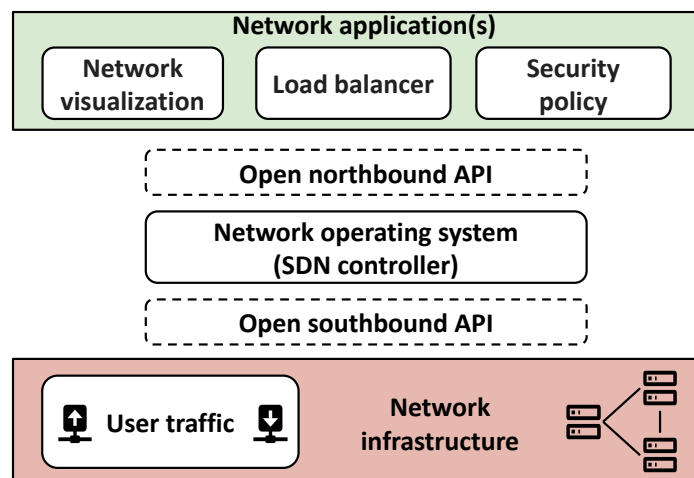 Network application(s)
Network
visualization
Load balancer
Security
policy
Open northbound API
Network operating system
(SDN controller)
Open southbound API
User traffic
Network
infrastructure